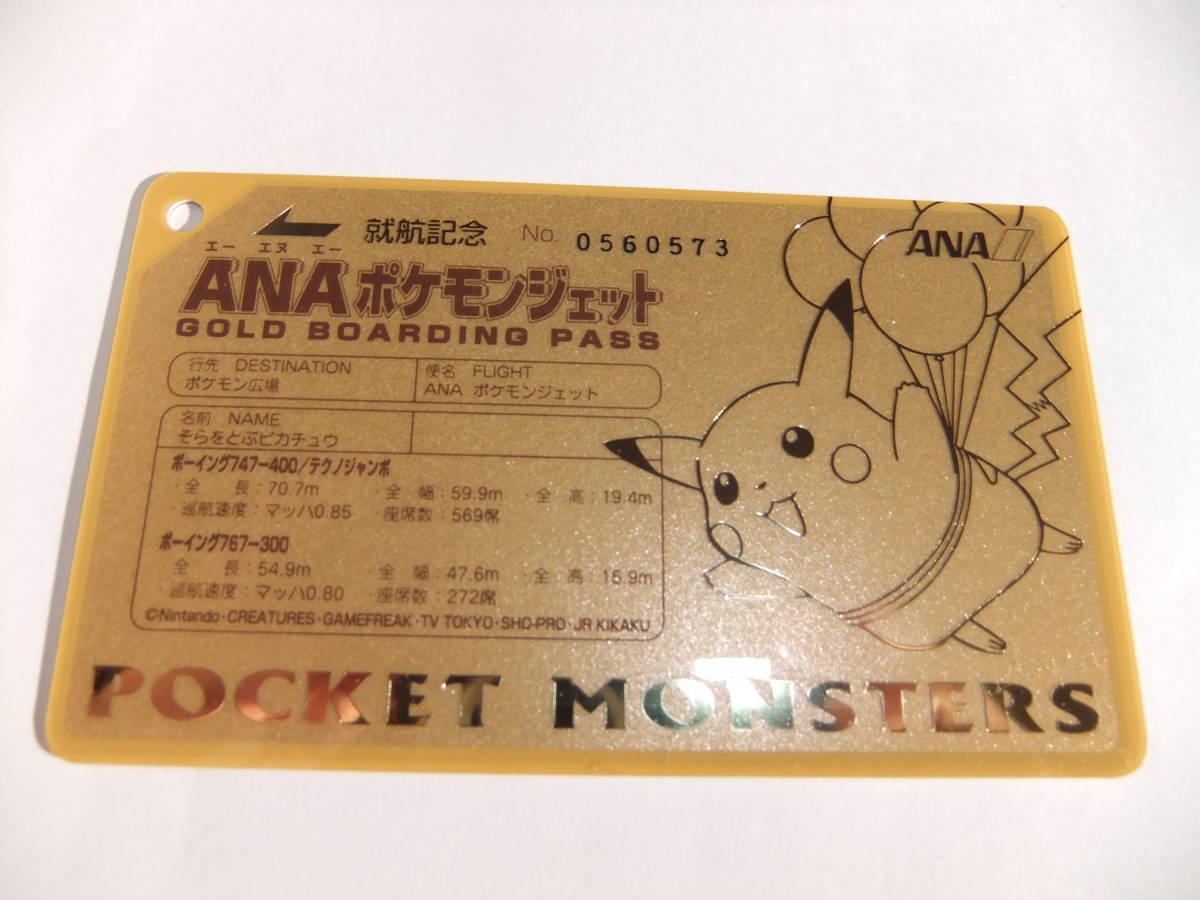 就航記念 No. 0560573
ANA
エー エヌ エー
ANAポケモンジェット
GOLD BOARDING PASS
行先 DESTINATION
ポケモン広場
便名 FLIGHT
ANA ポケモンジェット
名前 NAME
そらをとぶピカチュウ
ボーイング747-400/テクノジャンボ
・全 長：70.7m ・全 幅：59.9m ・全 高：19.4m
・巡航速度：マッハ0.85 ・座席数：569席
ボーイング767-300
・全 長：54.9m ・全 幅：47.6m ・全 高：15.9m
・巡航速度：マッハ0.80 ・座席数：272席
©Nintendo・CREATURES・GAMEFREAK・TV TOKYO・SHO-PRO・JR KIKAKU
POCKET MONSTERS